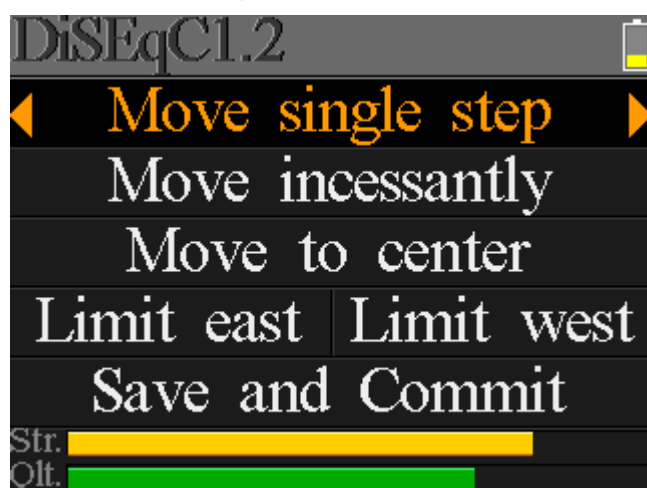 DiSEqC1.2
Move single step
Move incessantly
Move to center
Limit east Limit west
Save and Commit
Str.
Qlt.